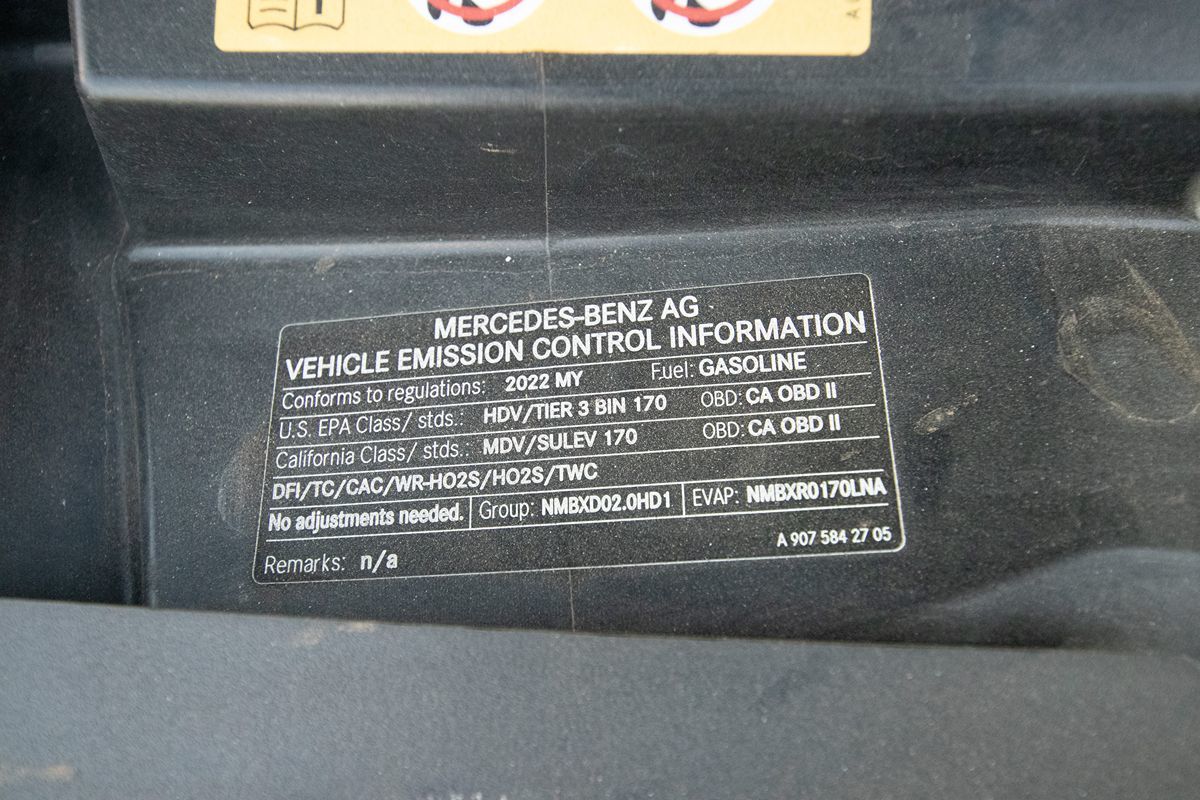 MERCEDES-BENZ AG
VEHICLE EMISSION CONTROL INFORMATION
Conforms to regulations: 2022 MY Fuel: GASOLINE
U.S. EPA Class/ stds.: HDV/TIER 3 BIN 170 OBD: CA OBD II
California Class/ stds.: MDV/SULEV 170 OBD: CA OBD II
DFI/TC/CAC/WR-HO2S/HO2S/TWC
No adjustments needed. Group: NMBXD02.0HD1 EVAP: NMBXR0170LNA
Remarks: n/a
A 907 584 27 05